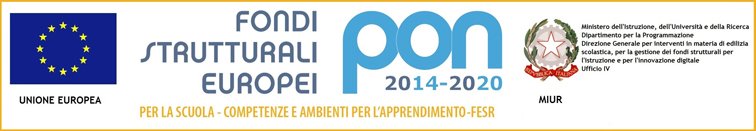 UNIONE EUROPEA
FONDI
STRUTTURALI
EUROPEI
pon
2014-2020
PER LA SCUOLA - COMPETENZE E AMBIENTI PER L'APPRENDIMENTO-FESR
REPVBBLICA ITALIANA
MIUR
Ministero dell'Istruzione, dell'Università e della Ricerca
Dipartimento per la Programmazione
Direzione Generale per interventi in materia di edilizia
scolastica, per la gestione dei fondi strutturali per
l'istruzione e per l'innovazione digitale
Ufficio IV